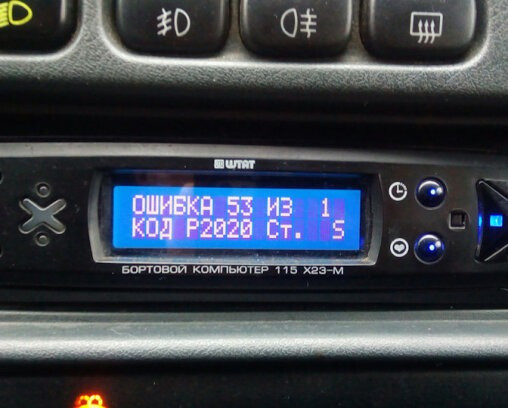 ШТАТ
ОШИБКА 53 ИЗ 1
КОД P2020 Ст. S
БОРТОВОЙ КОМПЬЮТЕР 115 X23-M